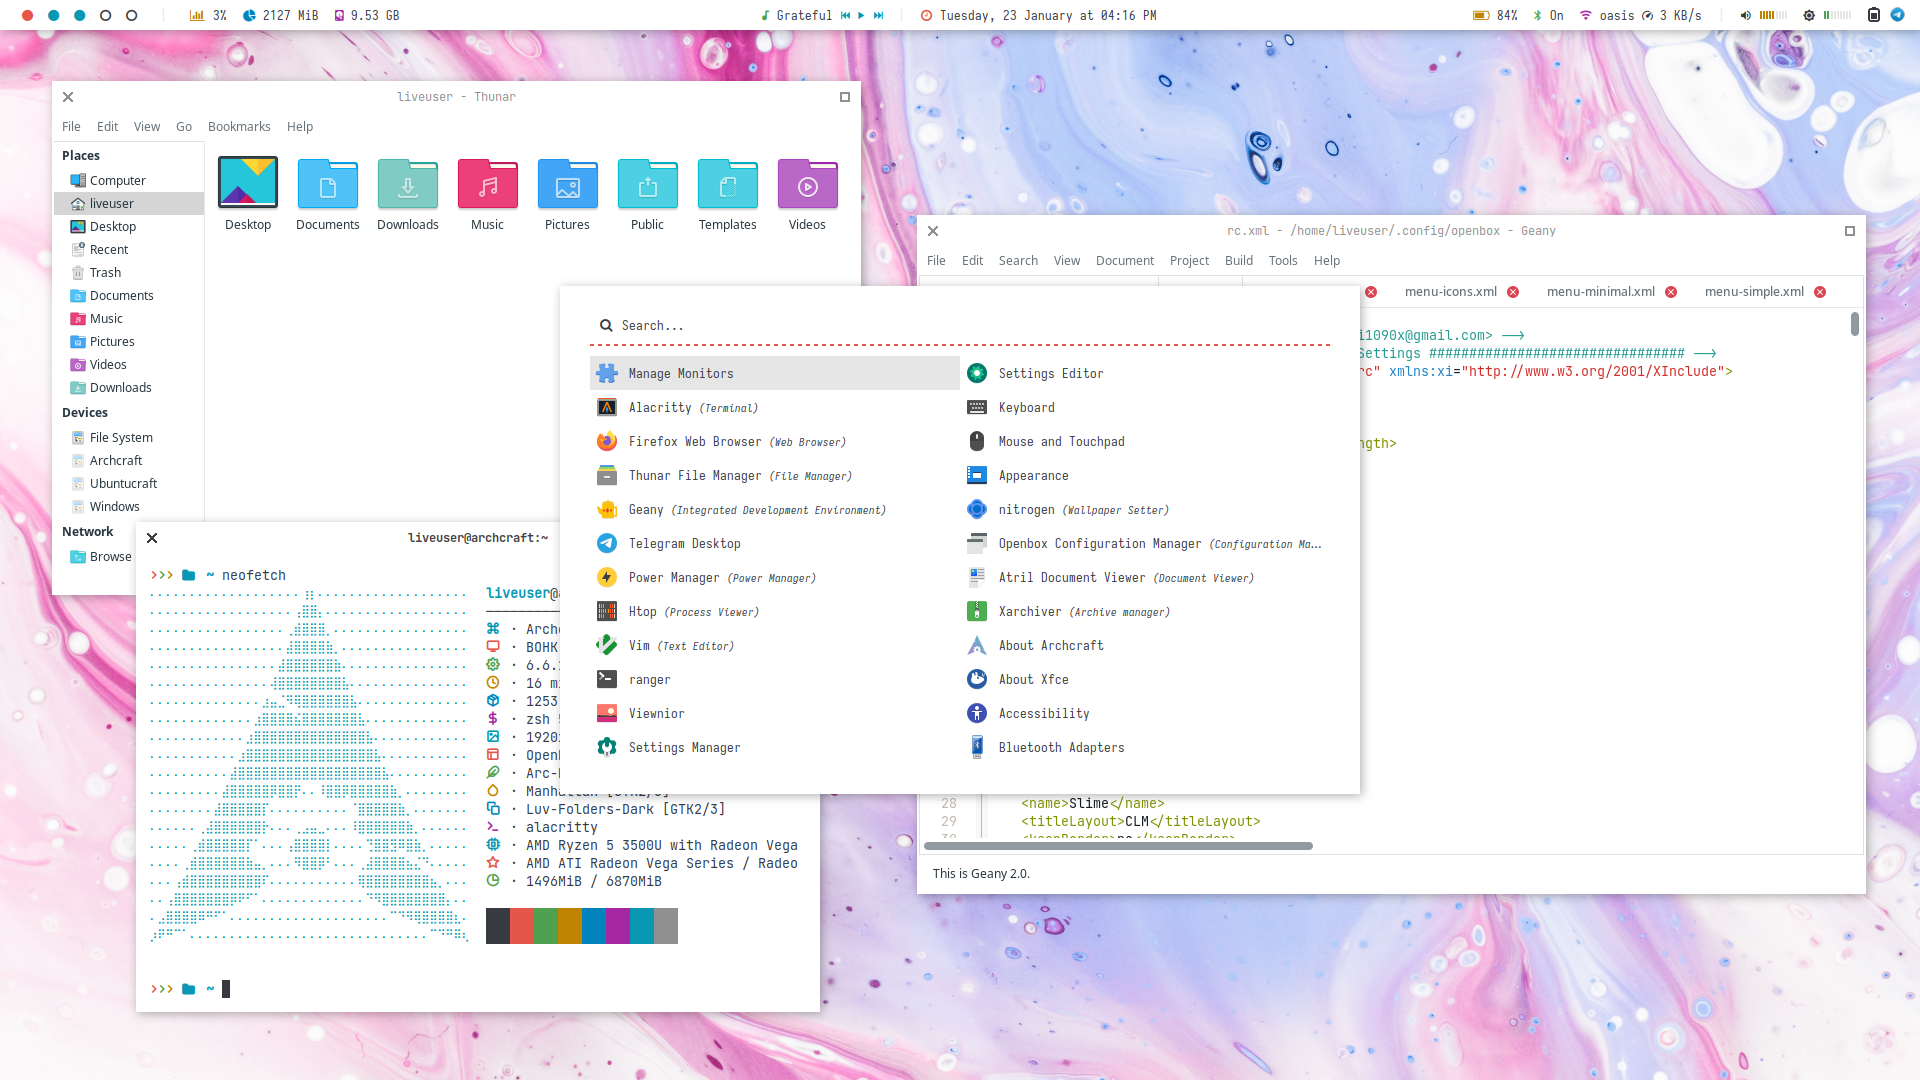 3% 2127 MiB 9.53 GB
Grateful
Tuesday, 23 January at 04:16 PM
84% On oasis 3 KB/s
liveuser - Thunar
File Edit View Go Bookmarks Help
Places
Computer
liveuser
Desktop
Recent
Trash
Documents
Music
Pictures
Videos
Downloads
Devices
File System
Archcraft
Ubuntucraft
Windows
Network
Browse
Desktop Documents Downloads Music Pictures Public Templates Videos
rc.xml - /home/liveuser/.config/openbox - Geany
File Edit Search View Document Project Build Tools Help
menu-icons.xml menu-minimal.xml menu-simple.xml
i1090x@gmail.com> -->
Settings ################################ -->
rc" xmlns:xi="http://www.w3.org/2001/XInclude">
ngth>
28 <name>Slime</name>
29 <titleLayout>CLM</titleLayout>
This is Geany 2.0.
Search...
Manage Monitors
Alacritty (Terminal)
Firefox Web Browser (Web Browser)
Thunar File Manager (File Manager)
Geany (Integrated Development Environment)
Telegram Desktop
Power Manager (Power Manager)
Htop (Process Viewer)
Vim (Text Editor)
ranger
Viewnior
Settings Manager
Settings Editor
Keyboard
Mouse and Touchpad
Appearance
nitrogen (Wallpaper Setter)
Openbox Configuration Manager (Configuration Ma...
Atril Document Viewer (Document Viewer)
Xarchiver (Archive manager)
About Archcraft
About Xfce
Accessibility
Bluetooth Adapters
liveuser@archcraft:~
>>> ~ neofetch
liveuser@
· Arch
· BOHK
· 6.6.
· 16 m
· 1253
· zsh
· 1920
· Open
· Arc-
· Manhattan [GTK2/3]
· Luv-Folders-Dark [GTK2/3]
· alacritty
· AMD Ryzen 5 3500U with Radeon Vega
· AMD ATI Radeon Vega Series / Radeo
· 1496MiB / 6870MiB
>>> ~